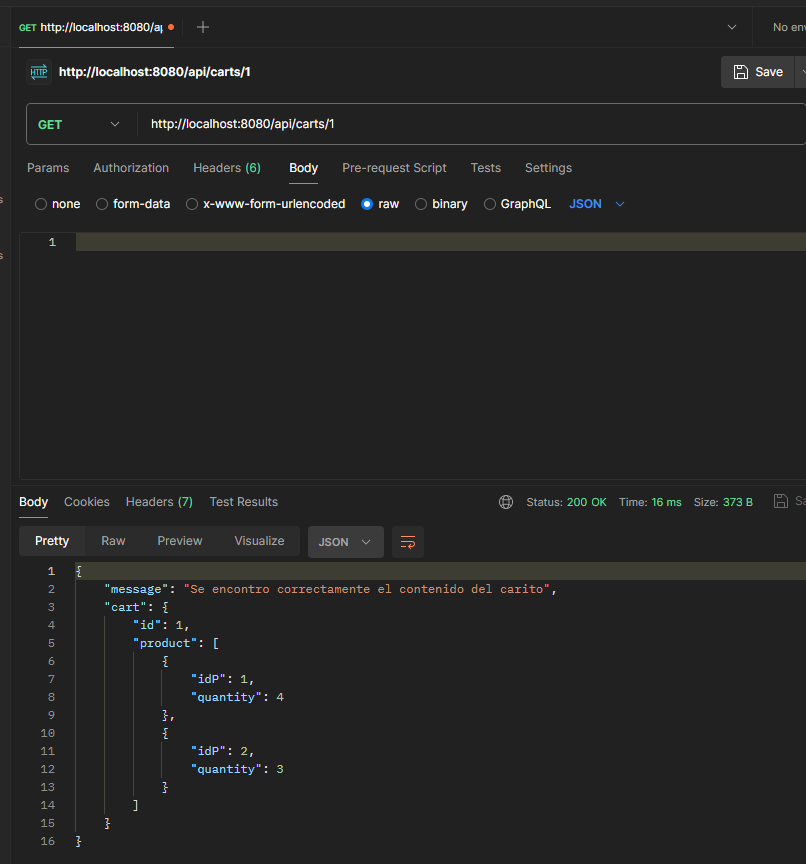 GET http://localhost:8080/a
No en
HTTP http://localhost:8080/api/carts/1
Save
GET http://localhost:8080/api/carts/1
Params Authorization Headers (6) Body Pre-request Script Tests Settings
none form-data x-www-form-urlencoded raw binary GraphQL JSON
1
Body Cookies Headers (7) Test Results Status: 200 OK Time: 16 ms Size: 373 B
Pretty Raw Preview Visualize JSON
1 {
2 "message": "Se encontro correctamente el contenido del carito",
3 "cart": {
4 "id": 1,
5 "product": [
6 {
7 "idP": 1,
8 "quantity": 4
9 },
10 {
11 "idP": 2,
12 "quantity": 3
13 }
14 ]
15 }
16 }